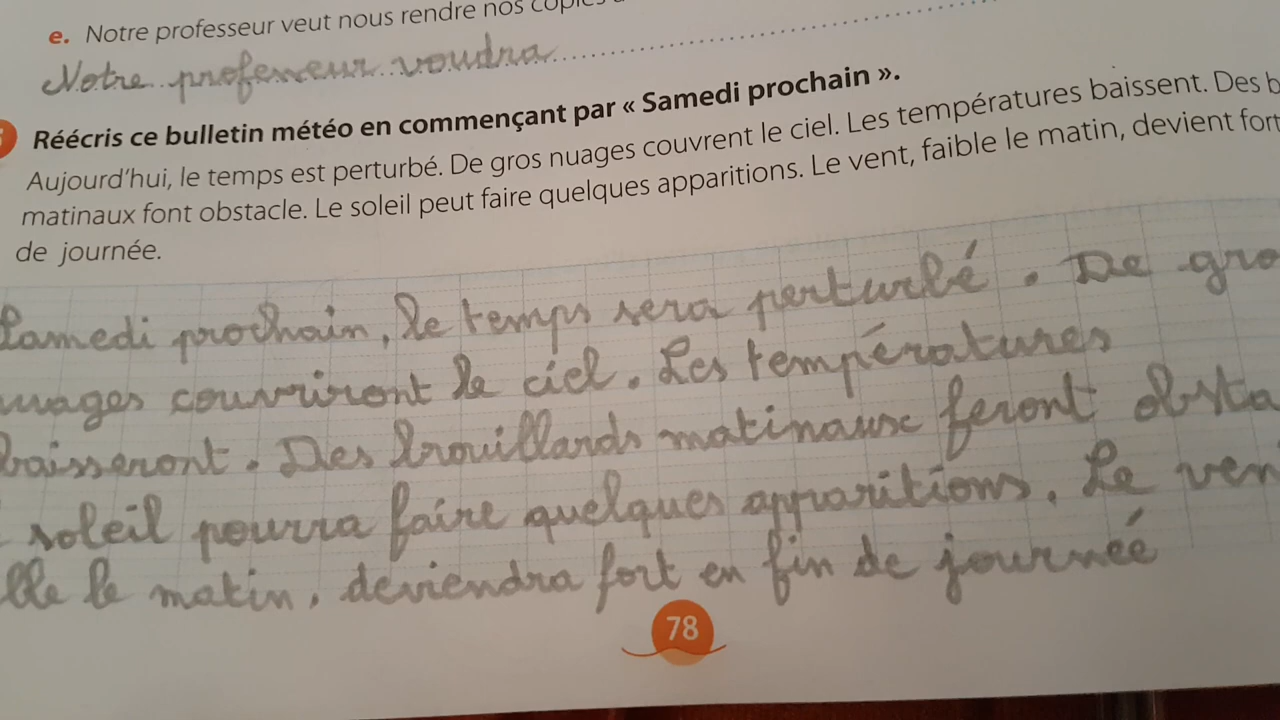 e. Notre professeur veut nous rendre nos copies
Notre professeur voudra
Réécris ce bulletin météo en commençant par « Samedi prochain ».
Aujourd'hui, le temps est perturbé. De gros nuages couvrent le ciel. Les températures baissent. Des b
matinaux font obstacle. Le soleil peut faire quelques apparitions. Le vent, faible le matin, devient fort
de journée.
Samedi prochain, le temps sera perturbé. De gro
nuages couvriront le ciel. Les températures
baisseront. Des brouillards matinaux feront obsta
soleil pourra faire quelques apparitions. Le ven
le matin, deviendra fort en fin de journéé
78